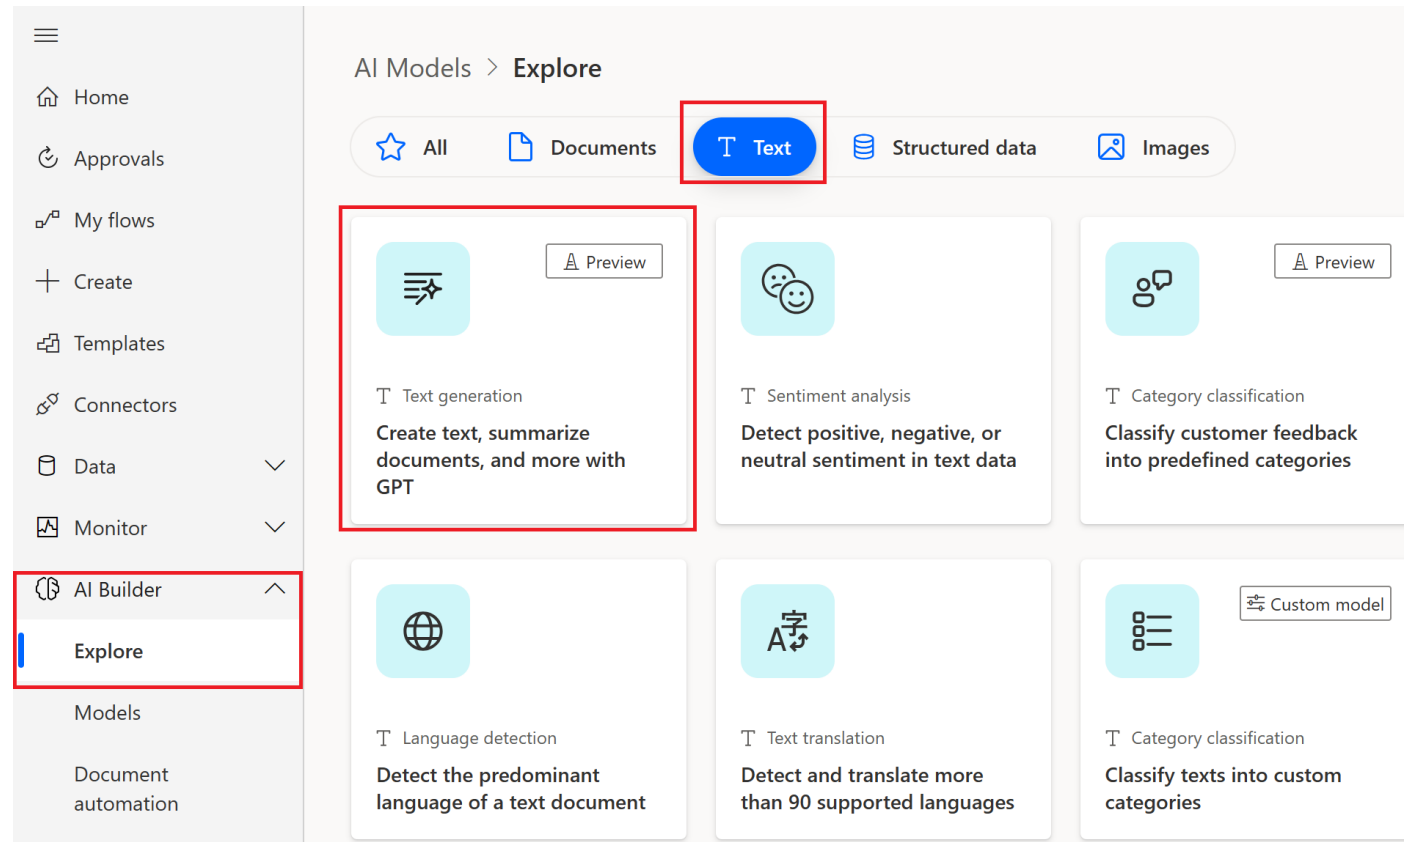 Home
Approvals
My flows
Create
Templates
Connectors
Data
Monitor
AI Builder
Explore
Models
Document
automation
AI Models > Explore
All
Documents
Text
Structured data
Images
Preview
Text generation
Create text, summarize
documents, and more with
GPT
Sentiment analysis
Detect positive, negative, or
neutral sentiment in text data
Preview
Category classification
Classify customer feedback
into predefined categories
Language detection
Detect the predominant
language of a text document
字
A
Text translation
Detect and translate more
than 90 supported languages
Custom model
Category classification
Classify texts into custom
categories